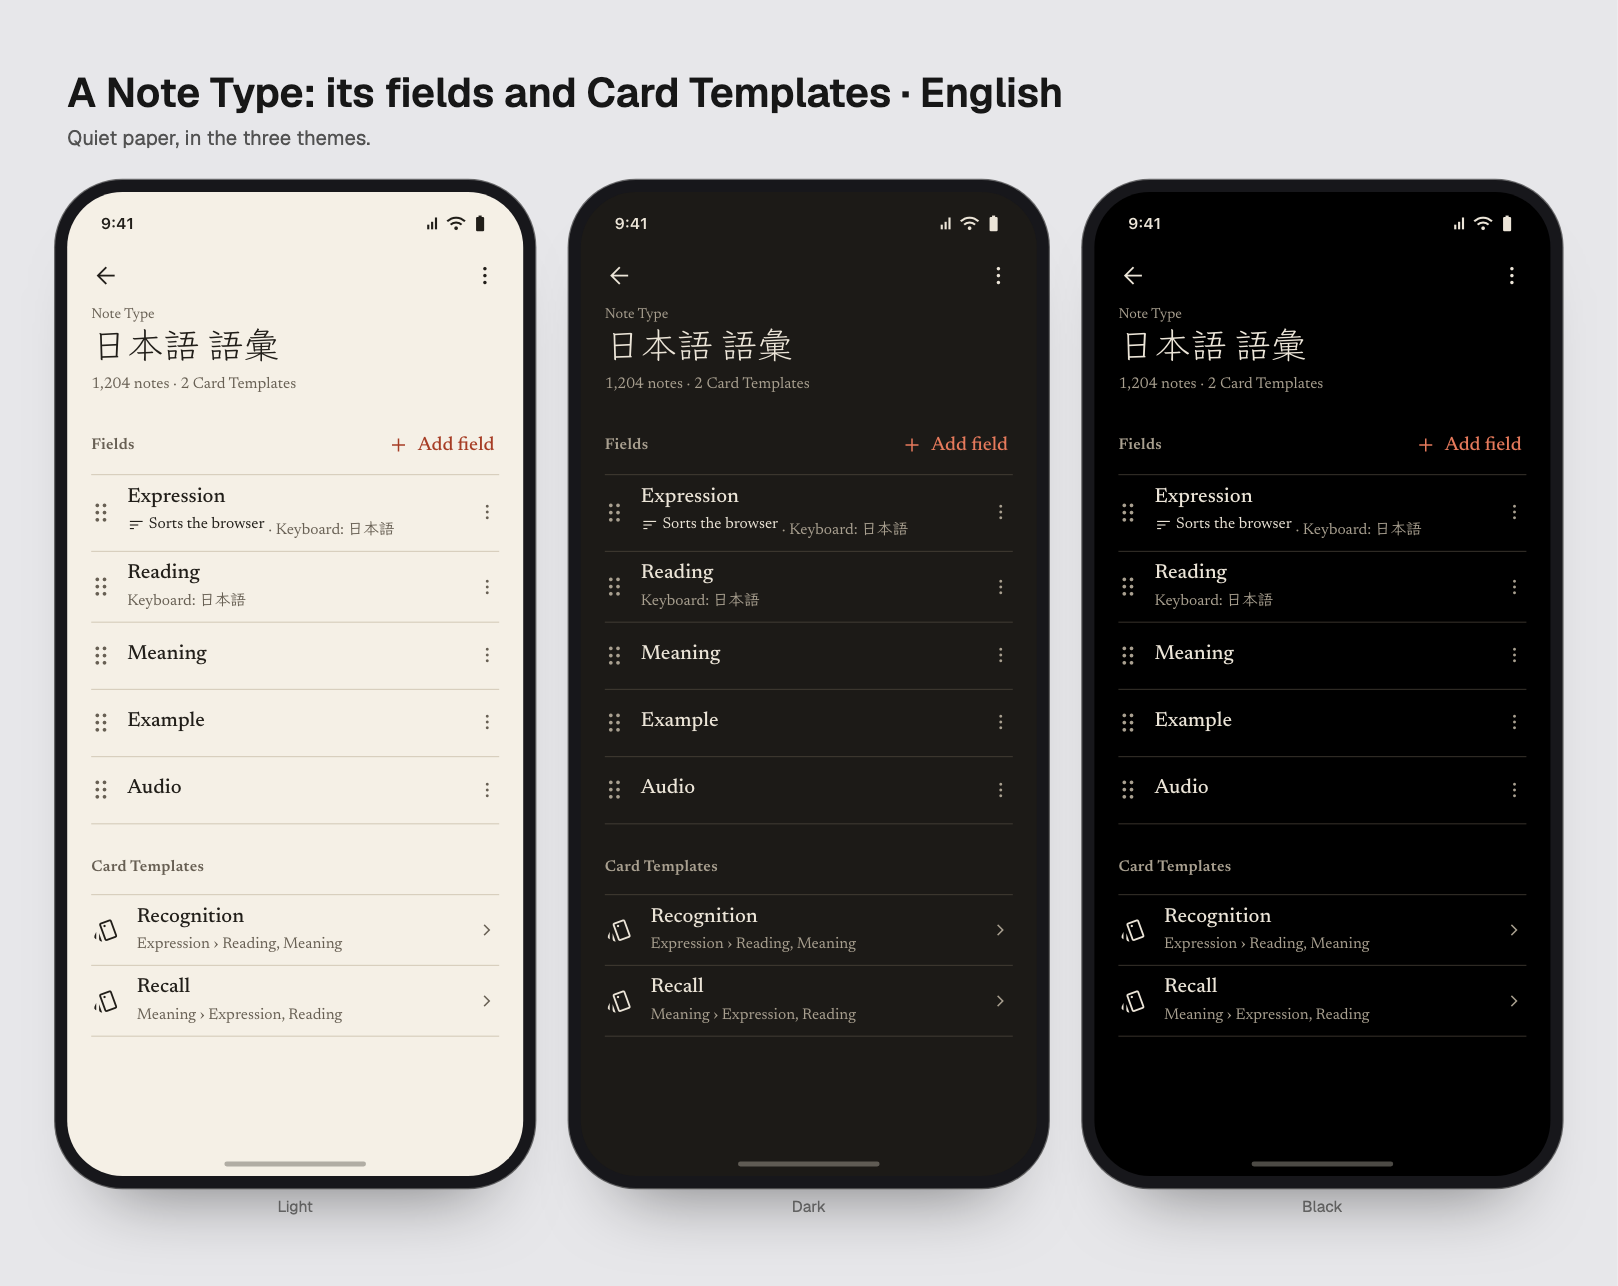 A Note Type: its fields and Card Templates · English
Quiet paper, in the three themes.
9:41
Note Type
日本語 語彙
1,204 notes · 2 Card Templates
Fields
+ Add field
Expression
Sorts the browser · Keyboard: 日本語
Reading
Keyboard: 日本語
Meaning
Example
Audio
Card Templates
Recognition
Expression › Reading, Meaning
Recall
Meaning › Expression, Reading
Light
9:41
Note Type
日本語 語彙
1,204 notes · 2 Card Templates
Fields
+ Add field
Expression
Sorts the browser · Keyboard: 日本語
Reading
Keyboard: 日本語
Meaning
Example
Audio
Card Templates
Recognition
Expression › Reading, Meaning
Recall
Meaning › Expression, Reading
Dark
9:41
Note Type
日本語 語彙
1,204 notes · 2 Card Templates
Fields
+ Add field
Expression
Sorts the browser · Keyboard: 日本語
Reading
Keyboard: 日本語
Meaning
Example
Audio
Card Templates
Recognition
Expression › Reading, Meaning
Recall
Meaning › Expression, Reading
Black